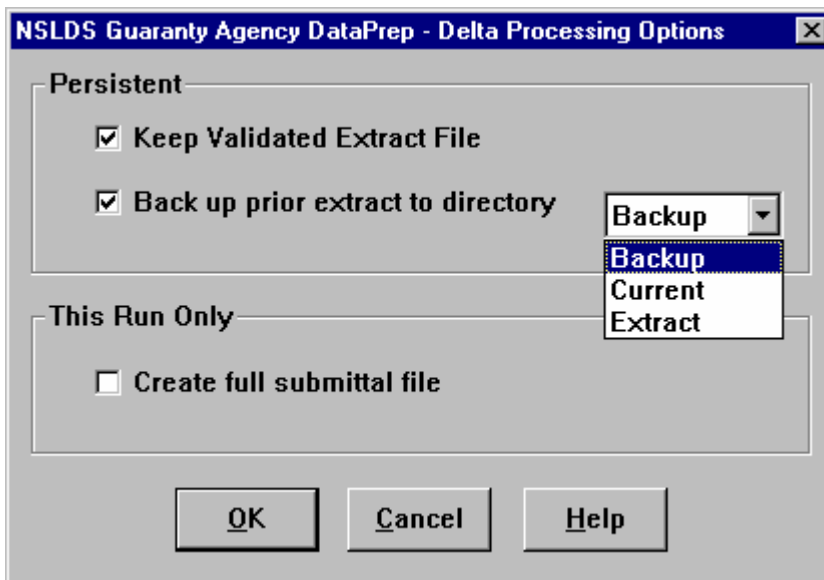 NSLDS Guaranty Agency DataPrep - Delta Processing Options
Persistent
Keep Validated Extract File
Back up prior extract to directory
Backup
Backup
Current
Extract
This Run Only
Create full submittal file
OK
Cancel
Help